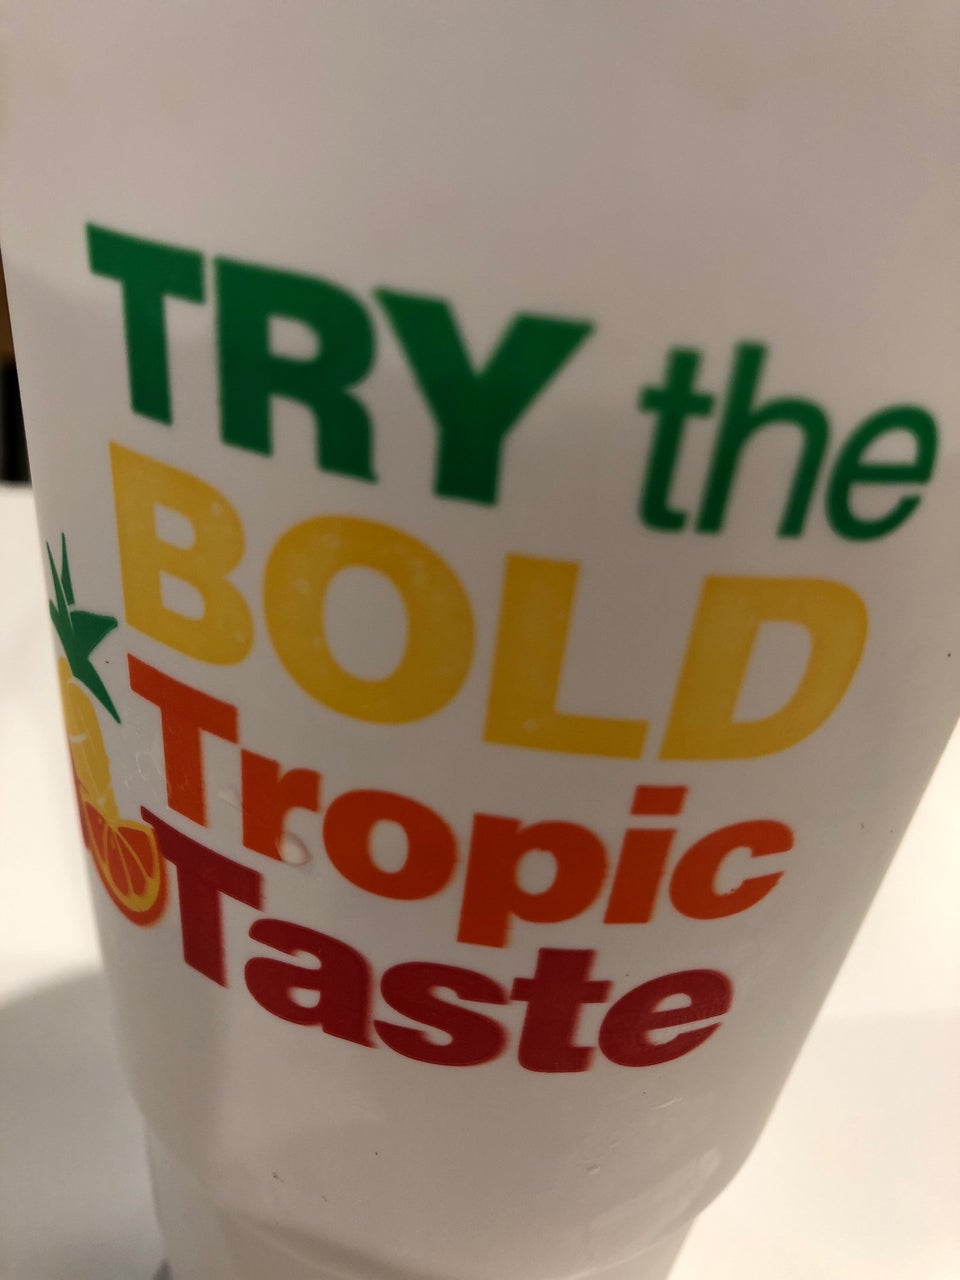 TRY the
BOLD
Tropic
Taste